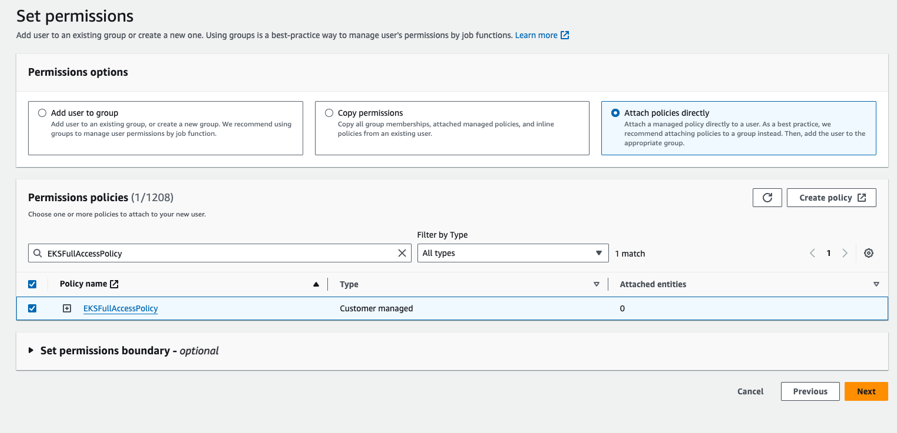 Set permissions
Add user to an existing group or create a new one. Using groups is a best-practice way to manage user's permissions by job functions. Learn more
Permissions options
Add user to group
Add user to an existing group, or create a new group. We recommend using
groups to manage user permissions by job function.
Copy permissions
Copy all group memberships, attached managed policies, and inline
policies from an existing user.
Attach policies directly
Attach a managed policy directly to a user. As a best practice, we
recommend attaching policies to a group instead. Then, add the user to the
appropriate group.
Permissions policies (1/1208)
Choose one or more policies to attach to your new user.
Create policy
Filter by Type
EKSFullAccessPolicy
All types
1 match
1
Policy name
Type
Attached entities
EKSFullAccessPolicy
Customer managed
0
Set permissions boundary - optional
Cancel
Previous
Next